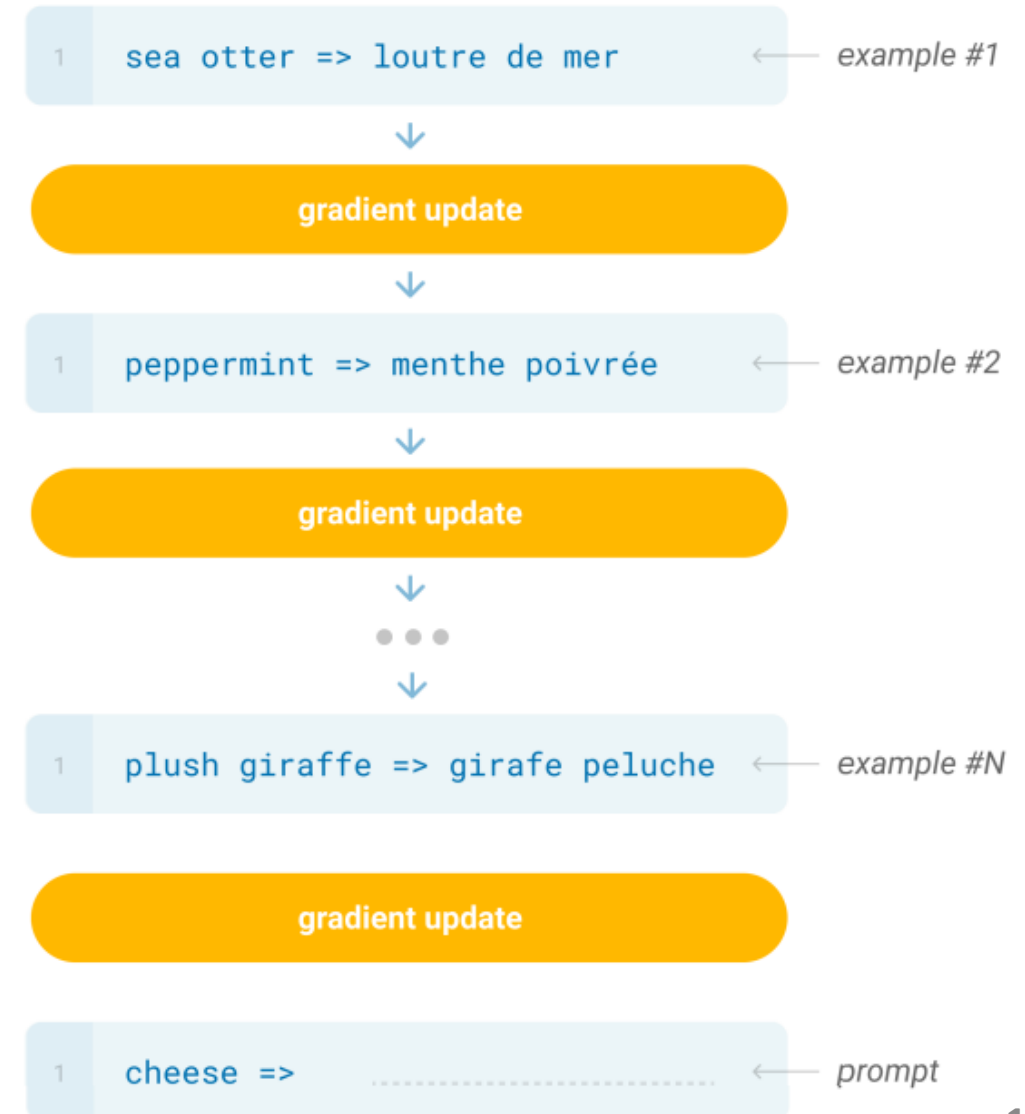 1 sea otter => loutre de mer example #1
gradient update
1 peppermint => menthe poivrée example #2
gradient update
1 plush giraffe => girafe peluche example #N
gradient update
1 cheese => prompt